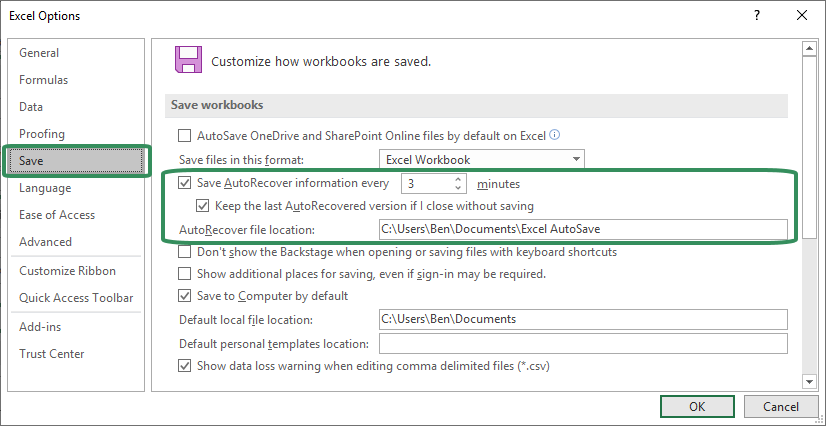 Excel Options
?
General
Formulas
Data
Proofing
Save
Language
Ease of Access
Advanced
Customize Ribbon
Quick Access Toolbar
Add-ins
Trust Center
Customize how workbooks are saved.
Save workbooks
AutoSave OneDrive and SharePoint Online files by default on Excel
Save files in this format: Excel Workbook
Save AutoRecover information every 3 minutes
Keep the last AutoRecovered version if I close without saving
AutoRecover file location: C:\Users\Ben\Documents\Excel AutoSave
Don't show the Backstage when opening or saving files with keyboard shortcuts
Show additional places for saving, even if sign-in may be required.
Save to Computer by default
Default local file location: C:\Users\Ben\Documents
Default personal templates location:
Show data loss warning when editing comma delimited files (*.csv)
OK Cancel